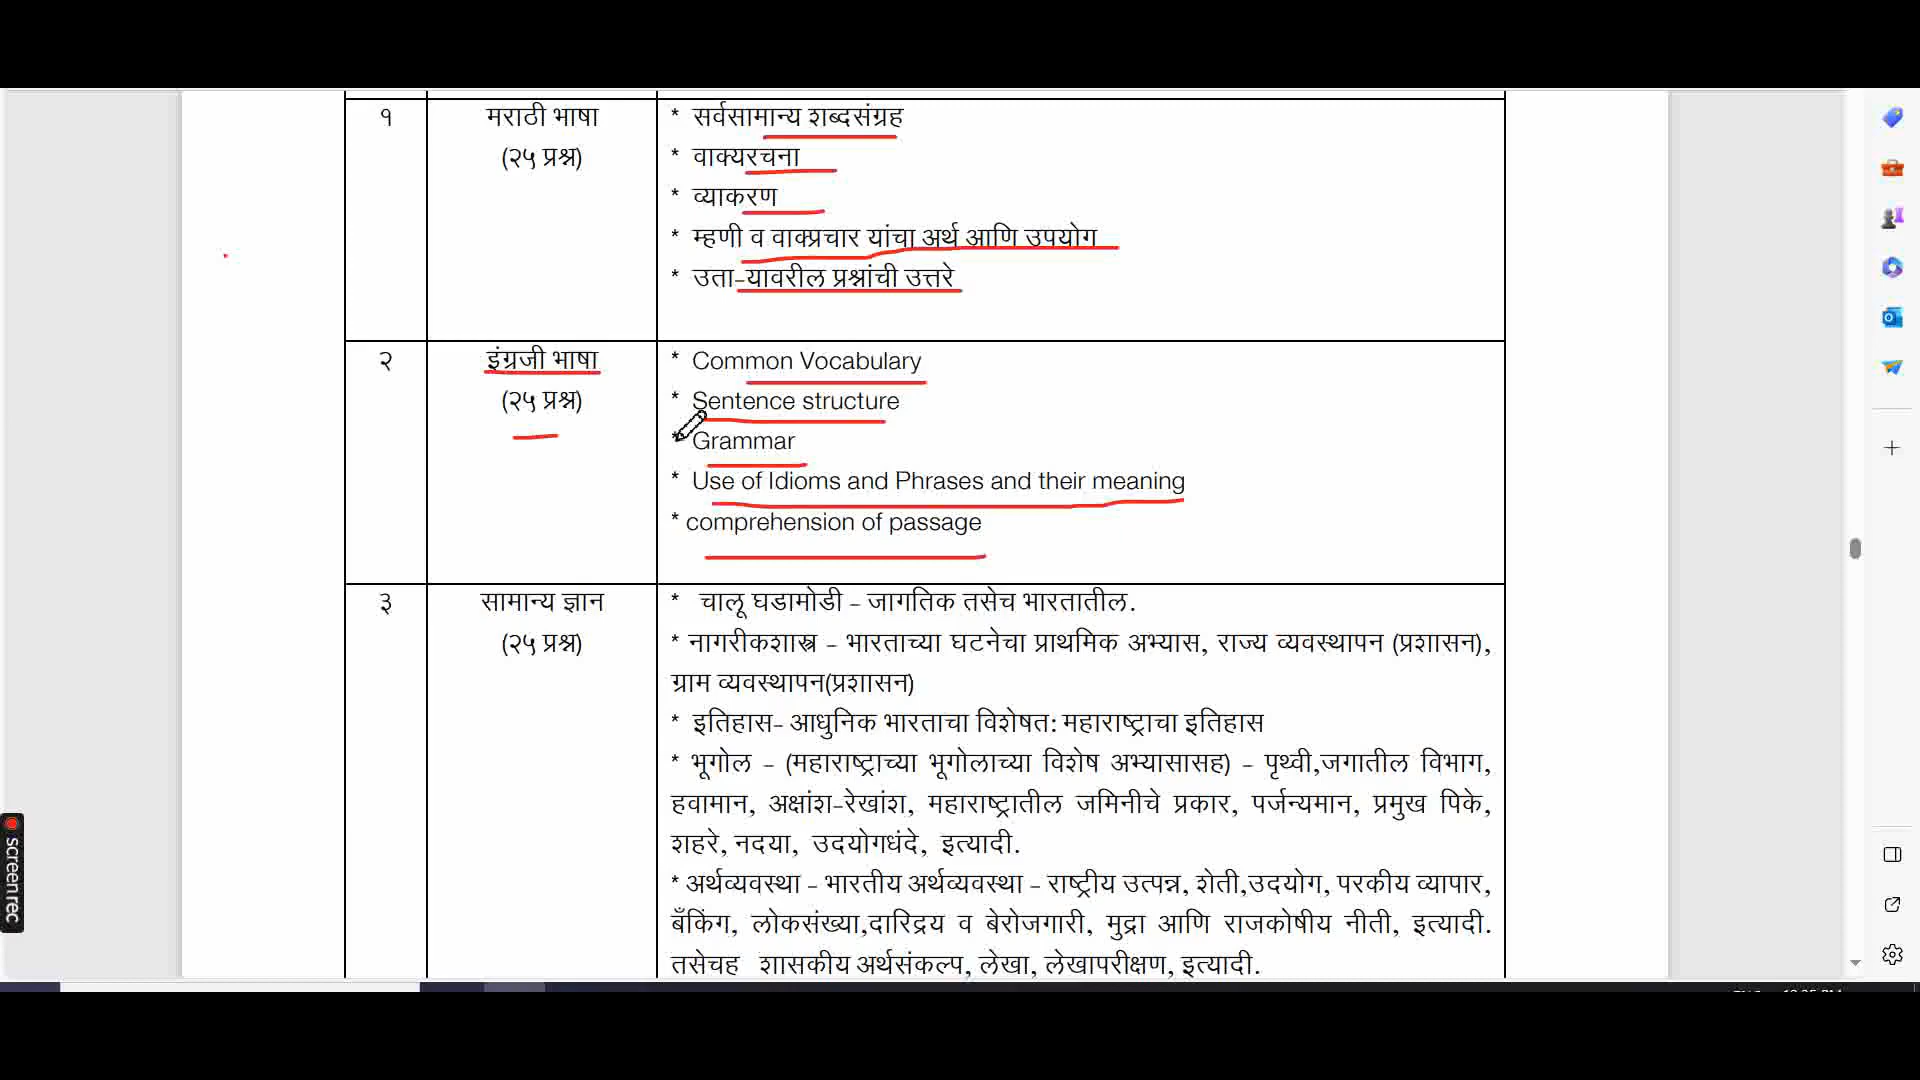 १ मराठी भाषा * सर्वसामान्य शब्दसंग्रह
(२५ प्रश्न) * वाक्यरचना
* व्याकरण
* म्हणी व वाक्प्रचार यांचा अर्थ आणि उपयोग
* उता-यावरील प्रश्नांची उत्तरे
२ इंग्रजी भाषा * Common Vocabulary
(२५ प्रश्न) * Sentence structure
* Grammar
* Use of Idioms and Phrases and their meaning
* comprehension of passage
३ सामान्य ज्ञान * चालू घडामोडी – जागतिक तसेच भारतातील.
(२५ प्रश्न) * नागरीकशास्त्र – भारताच्या घटनेचा प्राथमिक अभ्यास, राज्य व्यवस्थापन (प्रशासन),
ग्राम व्यवस्थापन(प्रशासन)
* इतिहास– आधुनिक भारताचा विशेषत: महाराष्ट्राचा इतिहास
* भूगोल – (महाराष्ट्राच्या भूगोलाच्या विशेष अभ्यासासह) – पृथ्वी,जगातील विभाग,
हवामान, अक्षांश-रेखांश, महाराष्ट्रातील जमिनीचे प्रकार, पर्जन्यमान, प्रमुख पिके,
शहरे, नदया, उदयोगधंदे, इत्यादी.
* अर्थव्यवस्था – भारतीय अर्थव्यवस्था – राष्ट्रीय उत्पन्न, शेती,उदयोग, परकीय व्यापार,
बँकिंग, लोकसंख्या,दारिद्रय व बेरोजगारी, मुद्रा आणि राजकोषीय नीती, इत्यादी.
तसेचह शासकीय अर्थसंकल्प, लेखा, लेखापरीक्षण, इत्यादी.
screen rec